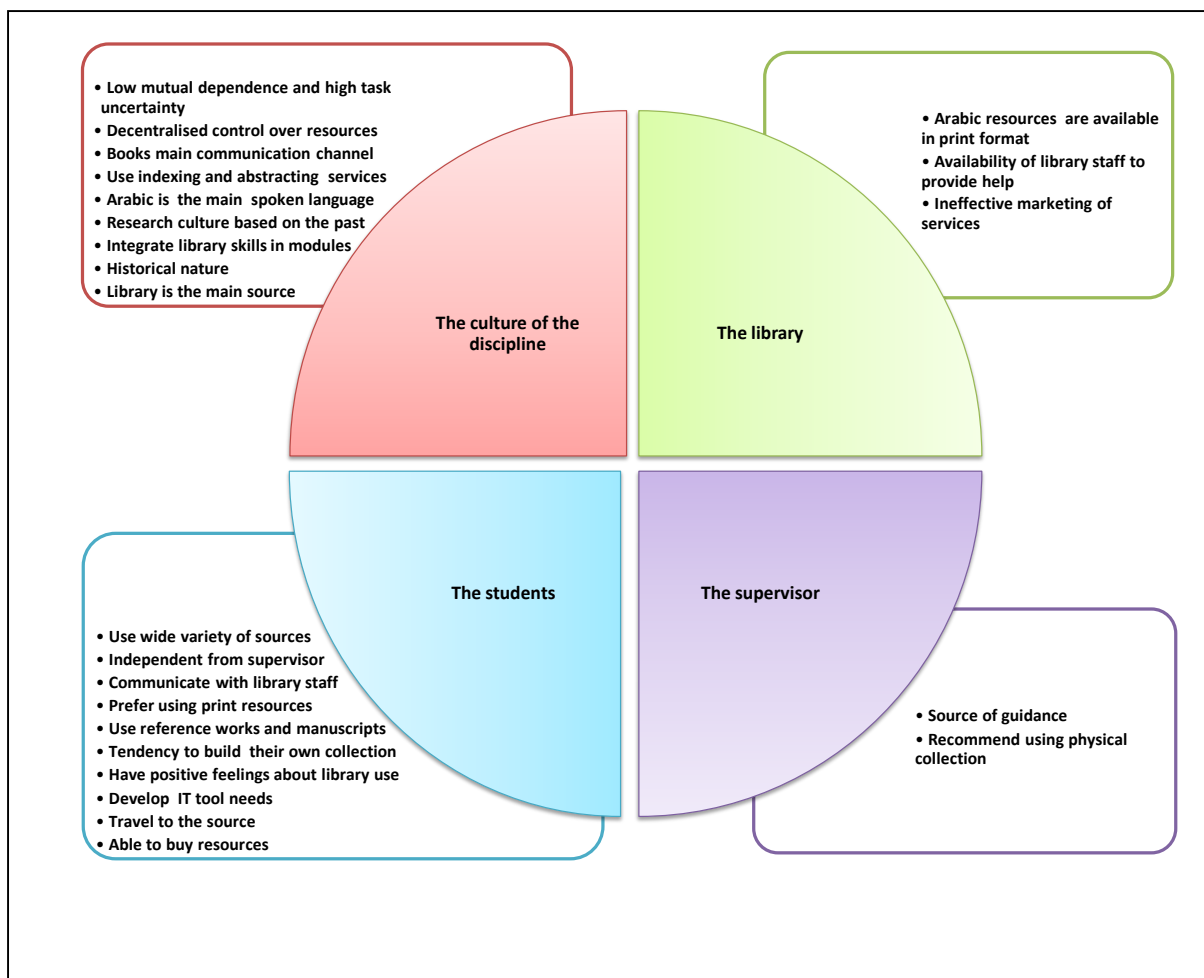 • Low mutual dependence and high task
uncertainty
• Decentralised control over resources
• Books main communication channel
• Use indexing and abstracting services
• Arabic is the main spoken language
• Research culture based on the past
• Integrate library skills in modules
• Historical nature
• Library is the main source
The culture of the
discipline
• Arabic resources are available
in print format
• Availability of library staff to
provide help
• Ineffective marketing of
services
The library
The students
• Use wide variety of sources
• Independent from supervisor
• Communicate with library staff
• Prefer using print resources
• Use reference works and manuscripts
• Tendency to build their own collection
• Have positive feelings about library use
• Develop IT tool needs
• Travel to the source
• Able to buy resources
The supervisor
• Source of guidance
• Recommend using physical
collection